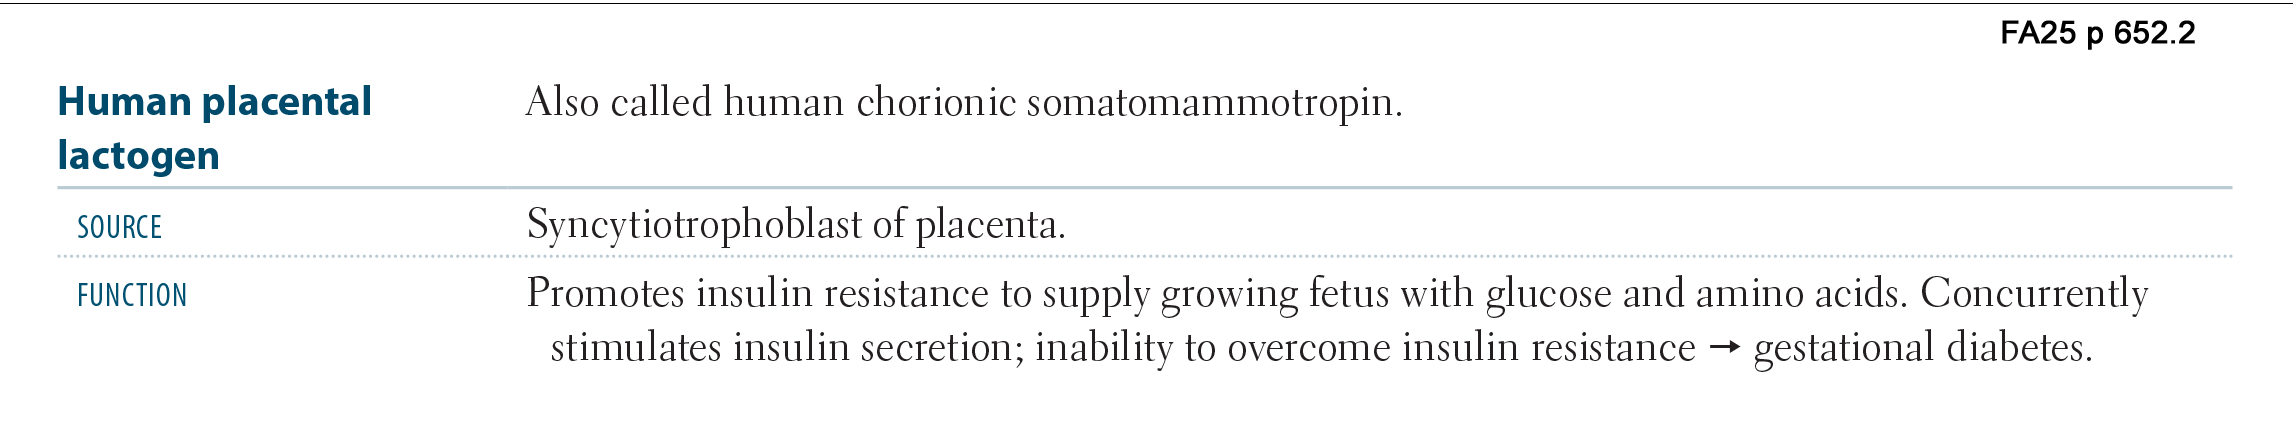 FA25 p 652.2
Human placental
lactogen
Also called human chorionic somatomammotropin.
SOURCE
Syncytiotrophoblast of placenta.
FUNCTION
Promotes insulin resistance to supply growing fetus with glucose and amino acids. Concurrently
stimulates insulin secretion; inability to overcome insulin resistance → gestational diabetes.